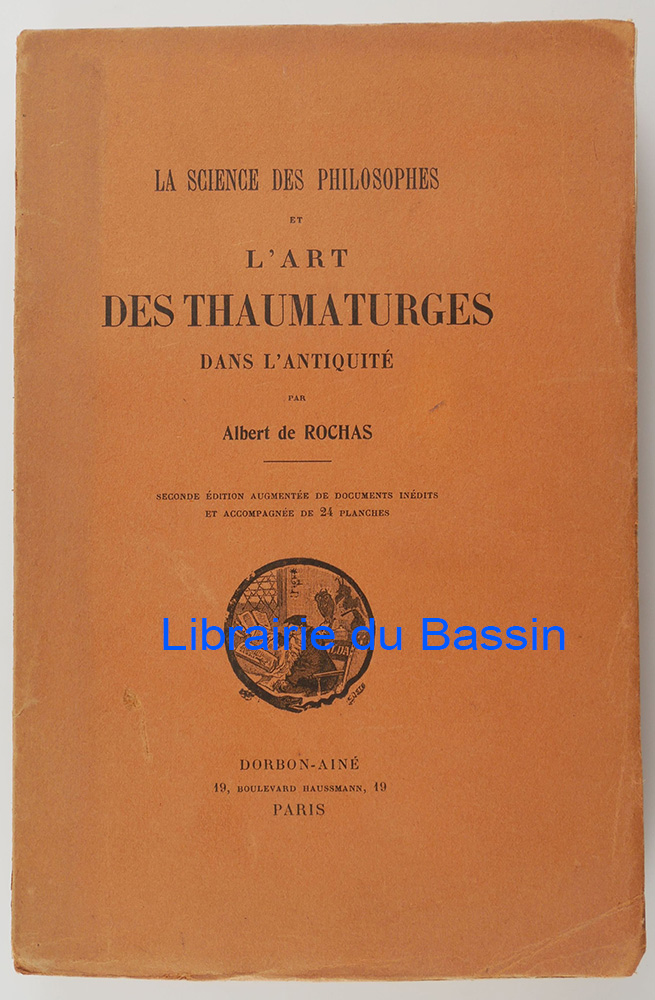 LA SCIENCE DES PHILOSOPHES
ET
L'ART
DES THAUMATURGES
DANS L'ANTIQUITÉ
PAR
Albert de ROCHAS
SECONDE ÉDITION AUGMENTÉE DE DOCUMENTS INÉDITS
ET ACCOMPAGNÉE DE 24 PLANCHES
Librairie du Bassin
DORBON-AINÉ
19, BOULEVARD HAUSSMANN, 19
PARIS